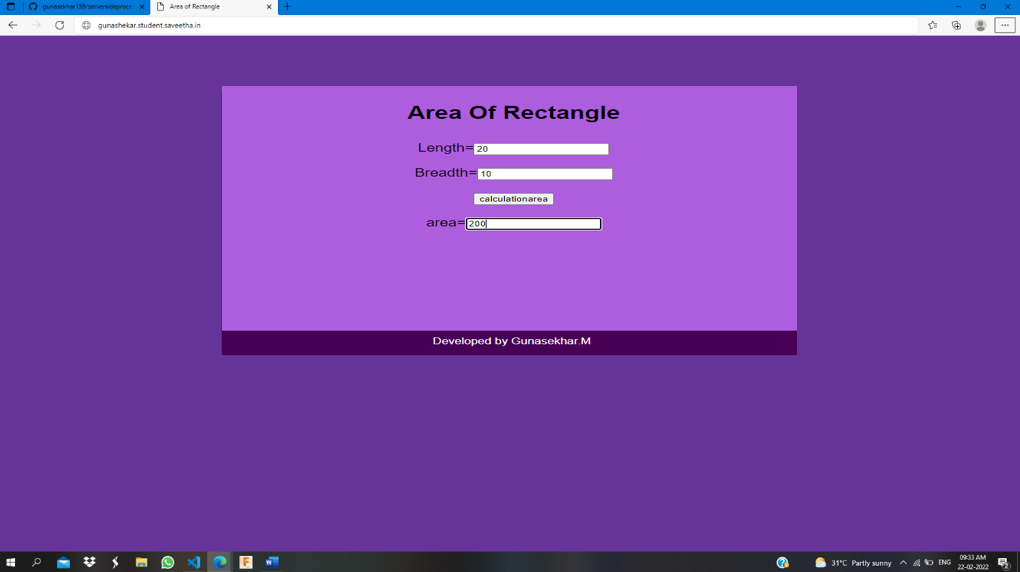 gunasekhar159/serversideproce
Area of Rectangle
gunashekar.student.saveetha.in
Area Of Rectangle
Length=20
Breadth=10
calculationarea
area=200
Developed by Gunasekhar.M
31°C Partly sunny
ENG
09:33 AM
22-02-2022
2